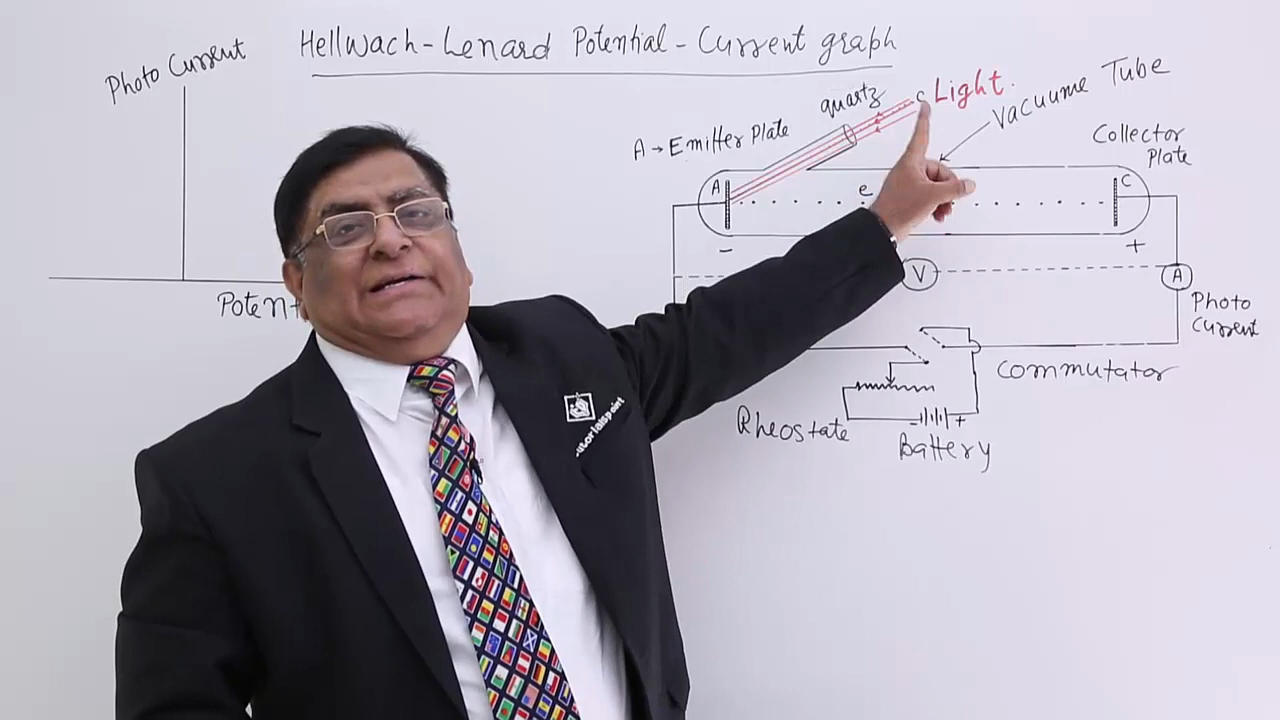 Hellwach-Lenard Potential-Current graph
Photo Current
quartz
Light.
Vacuume Tube
A → Emitter Plate
Collector
Plate
A
e
C
-
+
V
A
Photo
Current
Commutator
Rheostate
- +
Battery